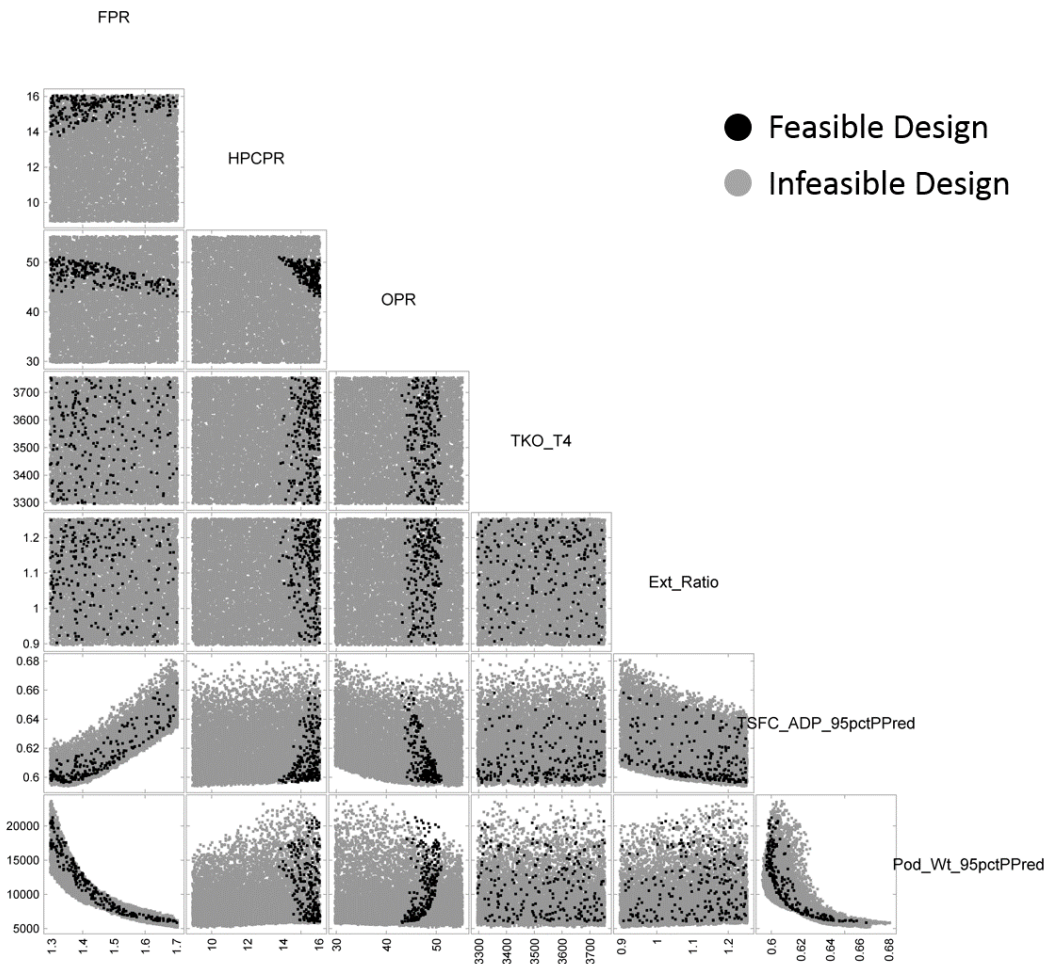 FPR
16
14
12
10
HPCPR
Feasible Design
Infeasible Design
50
40
30
OPR
3700
3600
3500
3400
3300
TKO_T4
1.2
1.1
1
0.9
Ext_Ratio
0.68
0.66
0.64
0.62
0.6
TSFC_ADP_95pctPPred
20000
15000
10000
5000
Pod_Wt_95pctPPred
1.3 1.4 1.5 1.6 1.7 10 12 14 16 30 40 50 3300 3400 3500 3600 3700 0.9 1 1.1 1.2 0.6 0.62 0.64 0.66 0.68